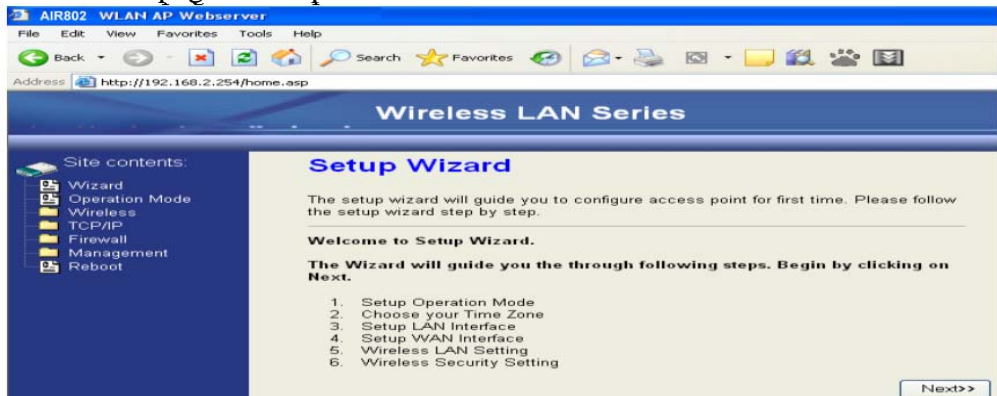 AIR802 WLAN AP Webserver
File Edit View Favorites Tools Help
Back Search Favorites
Address http://192.168.2.254/home.asp
Wireless LAN Series
Site contents:
Wizard
Operation Mode
Wireless
TCP/IP
Firewall
Management
Reboot
Setup Wizard
The setup wizard will guide you to configure access point for first time. Please follow
the setup wizard step by step.
Welcome to Setup Wizard.
The Wizard will guide you the through following steps. Begin by clicking on
Next.
1. Setup Operation Mode
2. Choose your Time Zone
3. Setup LAN Interface
4. Setup WAN Interface
5. Wireless LAN Setting
6. Wireless Security Setting
Next>>